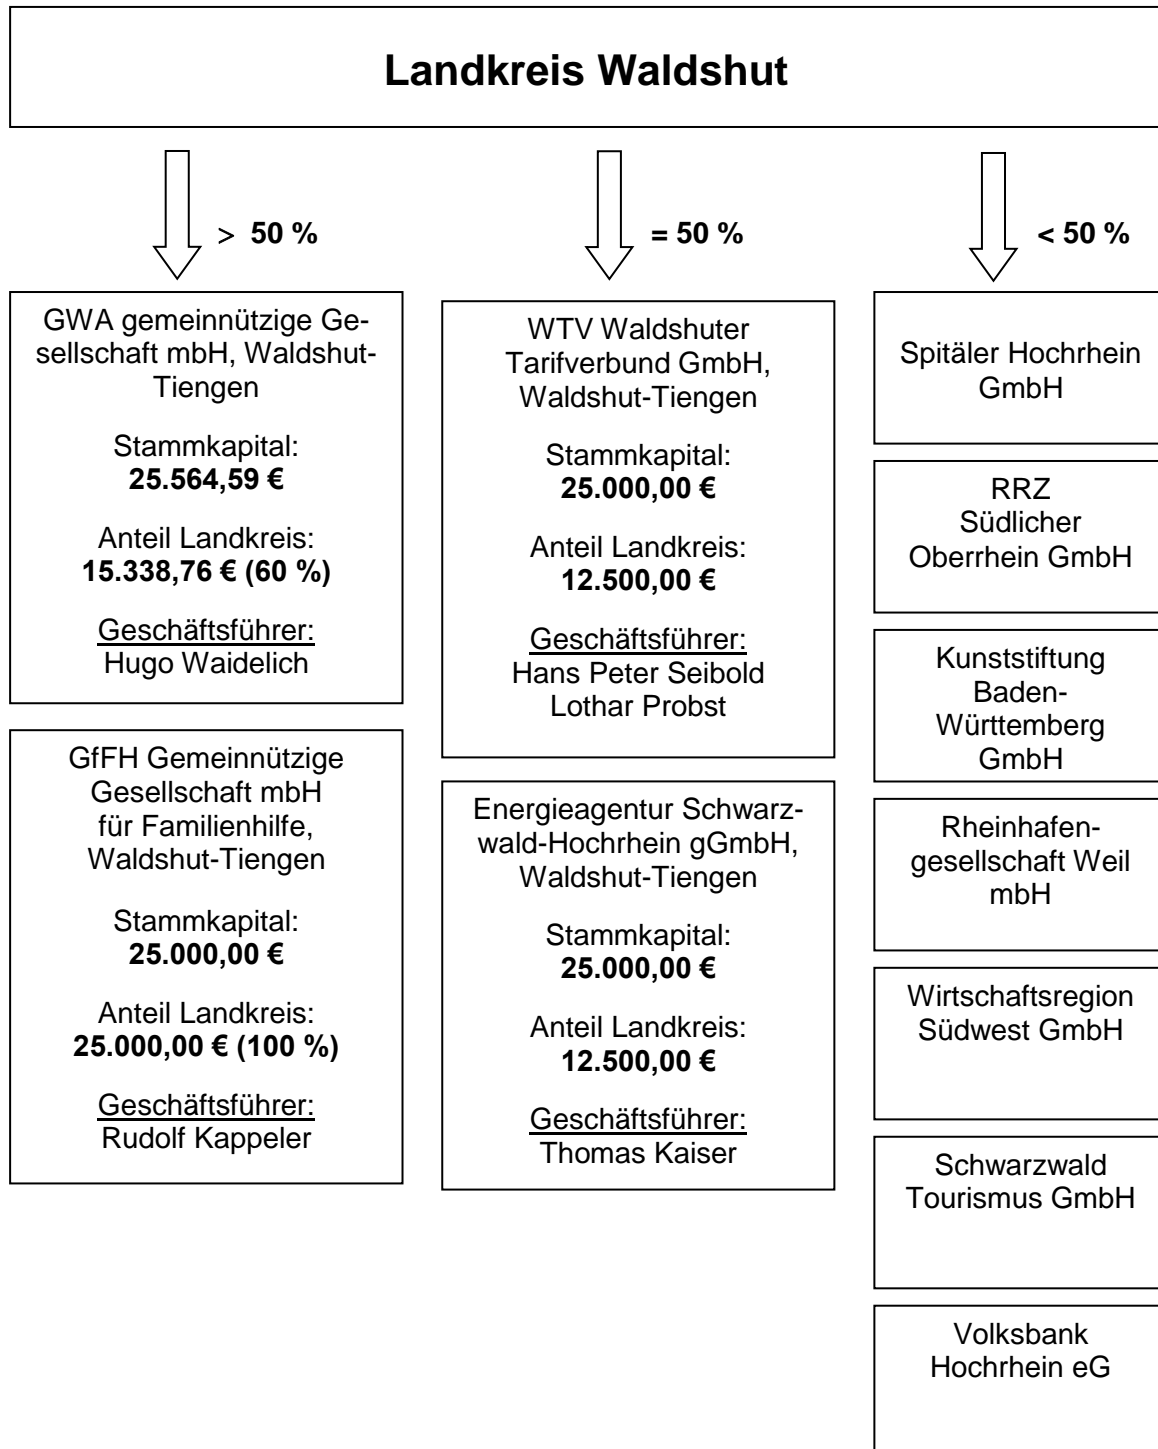 Landkreis Waldshut
> 50 %
= 50 %
< 50 %
GWA gemeinnützige Ge-
sellschaft mbH, Waldshut-
Tiengen
Stammkapital:
25.564,59 €
Anteil Landkreis:
15.338,76 € (60 %)
Geschäftsführer:
Hugo Waidelich
GfFH Gemeinnützige
Gesellschaft mbH
für Familienhilfe,
Waldshut-Tiengen
Stammkapital:
25.000,00 €
Anteil Landkreis:
25.000,00 € (100 %)
Geschäftsführer:
Rudolf Kappeler
WTV Waldshuter
Tarifverbund GmbH,
Waldshut-Tiengen
Stammkapital:
25.000,00 €
Anteil Landkreis:
12.500,00 €
Geschäftsführer:
Hans Peter Seibold
Lothar Probst
Energieagentur Schwarz-
wald-Hochrhein gGmbH,
Waldshut-Tiengen
Stammkapital:
25.000,00 €
Anteil Landkreis:
12.500,00 €
Geschäftsführer:
Thomas Kaiser
Spitäler Hochrhein
GmbH
RRZ
Südlicher
Oberrhein GmbH
Kunststiftung
Baden-
Württemberg
GmbH
Rheinhafen-
gesellschaft Weil
mbH
Wirtschaftsregion
Südwest GmbH
Schwarzwald
Tourismus GmbH
Volksbank
Hochrhein eG